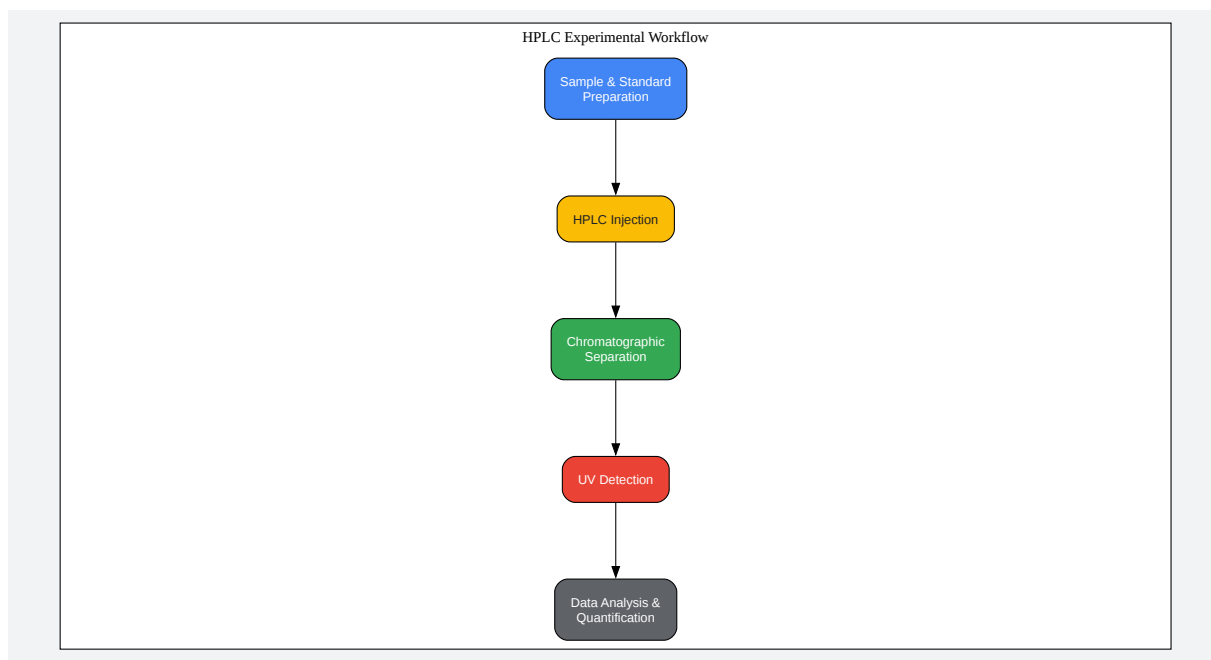 HPLC Experimental Workflow
Sample & Standard
Preparation
HPLC Injection
Chromatographic
Separation
UV Detection
Data Analysis &
Quantification